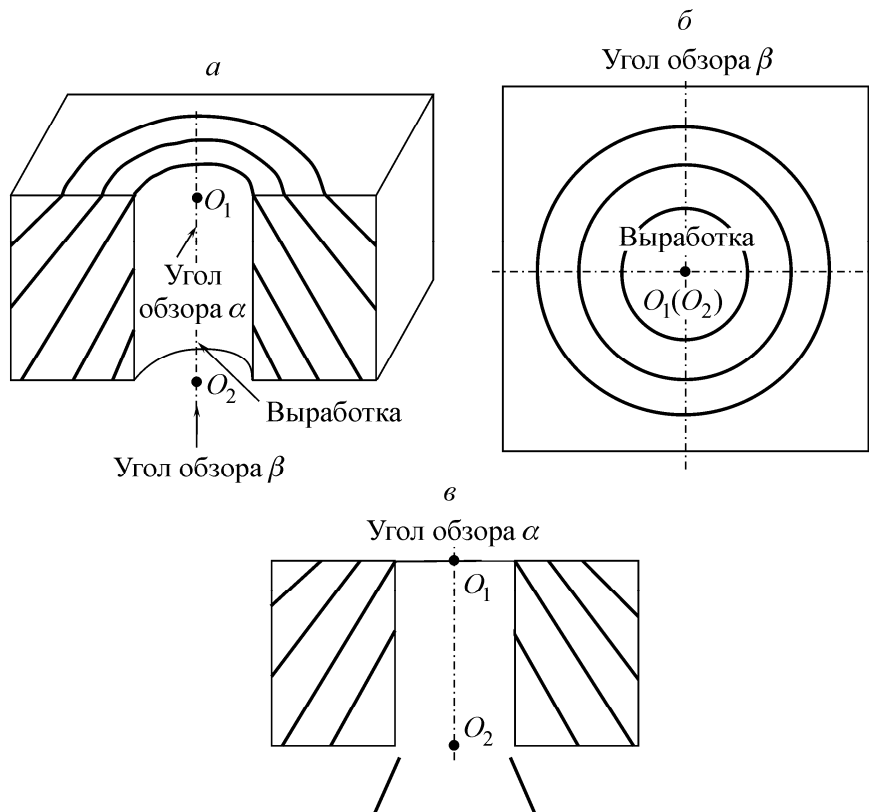 а
O1
Угол
обзора α
O2
Выработка
Угол обзора β
б
Угол обзора β
Выработка
O1(O2)
в
Угол обзора α
O1
O2